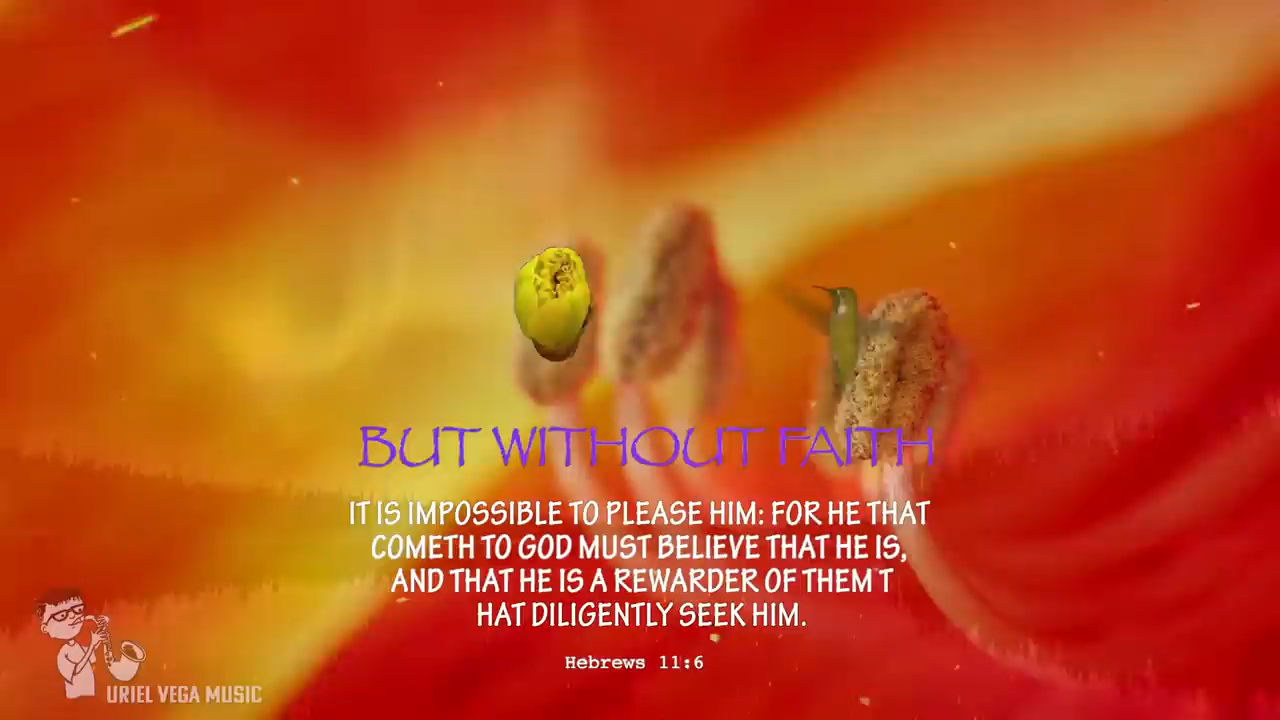 BUT WITHOUT FAITH
IT IS IMPOSSIBLE TO PLEASE HIM: FOR HE THAT
COMETH TO GOD MUST BELIEVE THAT HE IS,
AND THAT HE IS A REWARDER OF THEM T
HAT DILIGENTLY SEEK HIM.
Hebrews 11:6
URIEL VEGA MUSIC